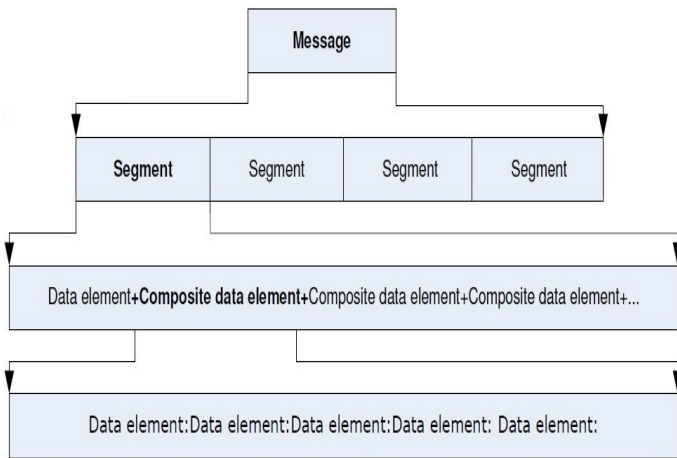 Message
Segment Segment Segment Segment
Data element+Composite data element+Composite data element+Composite data element+...
Data element:Data element:Data element:Data element: Data element: